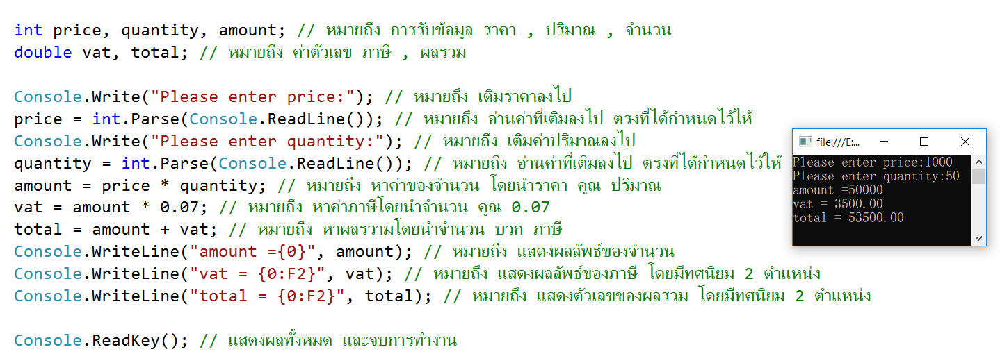 int price, quantity, amount; // หมายถึง การรับข้อมูล ราคา , ปริมาณ , จำนวน
double vat, total; // หมายถึง ค่าตัวเลข ภาษี , ผลรวม
Console.Write("Please enter price:"); // หมายถึง เติมราคาลงไป
price = int.Parse(Console.ReadLine()); // หมายถึง อ่านค่าที่เติมลงไป ตรงที่ได้กำหนดไว้ให้
Console.Write("Please enter quantity:"); // หมายถึง เติมค่าปริมาณลงไป
quantity = int.Parse(Console.ReadLine()); // หมายถึง อ่านค่าที่เติมลงไป ตรงที่ได้กำหนดไว้ให้
amount = price * quantity; // หมายถึง หาค่าของจำนวน โดยนำราคา คูณ ปริมาณ
vat = amount * 0.07; // หมายถึง หาค่าภาษีโดยนำจำนวน คูณ 0.07
total = amount + vat; // หมายถึง หาผลรวามโดยนำจำนวน บวก ภาษี
Console.WriteLine("amount ={0}", amount); // หมายถึง แสดงผลลัพธ์ของจำนวน
Console.WriteLine("vat = {0:F2}", vat); // หมายถึง แสดงผลลัพธ์ของภาษี โดยมีทศนิยม 2 ตำแหน่ง
Console.WriteLine("total = {0:F2}", total); // หมายถึง แสดงตัวเลขของผลรวม โดยมีทศนิยม 2 ตำแหน่ง
Console.ReadKey(); // แสดงผลทั้งหมด และจบการทำงาน
file:///E:...
Please enter price:1000
Please enter quantity:50
amount =50000
vat = 3500.00
total = 53500.00